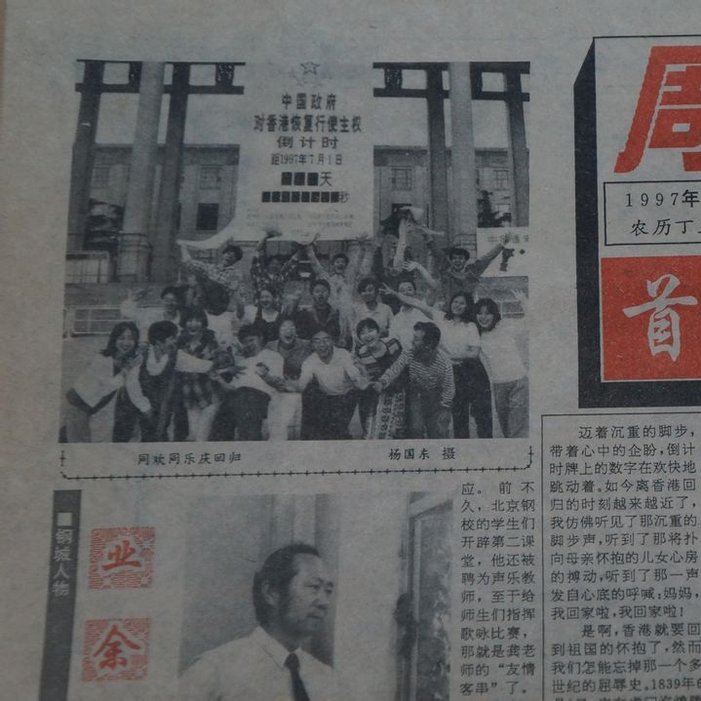 中国政府
对香港恢复行使主权
倒计时
距1997年7月1日
天
秒
同欢同乐庆回归
杨国东 摄
周
1997年
农历丁
首
迈着沉重的脚步，
带着心中的企盼，倒计
时牌上的数字在欢快地
跳动着。如今离香港回
归的时刻越来越近了，
我仿佛听见了那沉重的
脚步声，听到了那将扑
向母亲怀抱的儿女心房
的搏动，听到了那一声
发自心底的呼喊：妈妈，
我回家啦，我回家啦！
是啊，香港就要回
到祖国的怀抱了，然而
我们怎能忘掉那一个多
世纪的屈辱史。1839年6
■钢城人物
业
余
应。前不
久，北京钢
校的学生们
开辟第二课
堂，他还被
聘为声乐教
师，至于给
师生们指挥
歌咏比赛，
那就是龚老
师的“友情
客串”了。